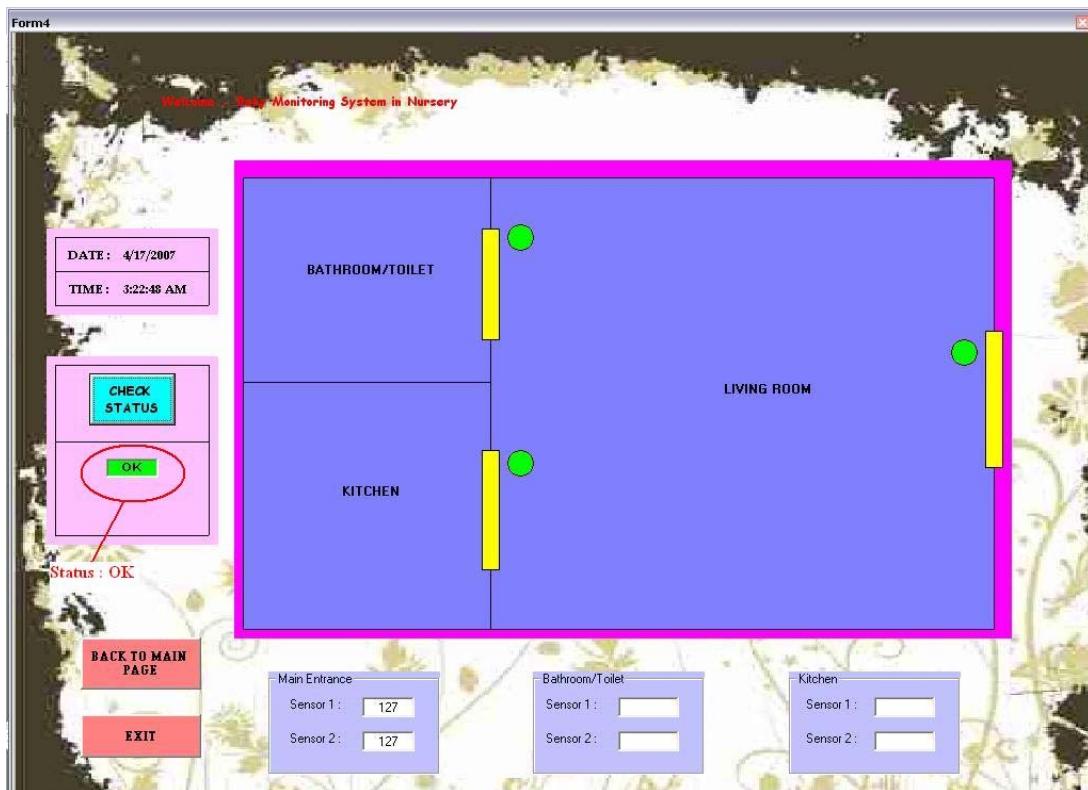 Form4
Welcome , Baby Monitoring System in Nursery
DATE : 4/17/2007
TIME : 3:22:48 AM
CHECK
STATUS
OK
Status : OK
BACK TO MAIN
PAGE
EXIT
BATHROOM/TOILET
KITCHEN
LIVING ROOM
Main Entrance
Sensor 1 : 127
Sensor 2 : 127
Bathroom/Toilet
Sensor 1 :
Sensor 2 :
Kitchen
Sensor 1 :
Sensor 2 :